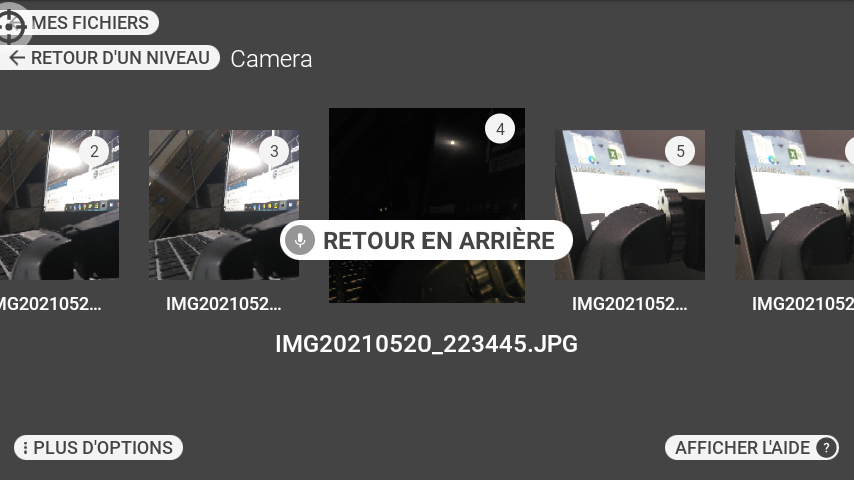 MES FICHIERS
RETOUR D'UN NIVEAU
Camera
2
3
4
5
RETOUR EN ARRIÈRE
MG2021052...
IMG2021052...
IMG2021052...
IMG2021052
IMG20210520_223445.JPG
PLUS D'OPTIONS
AFFICHER L'AIDE ?